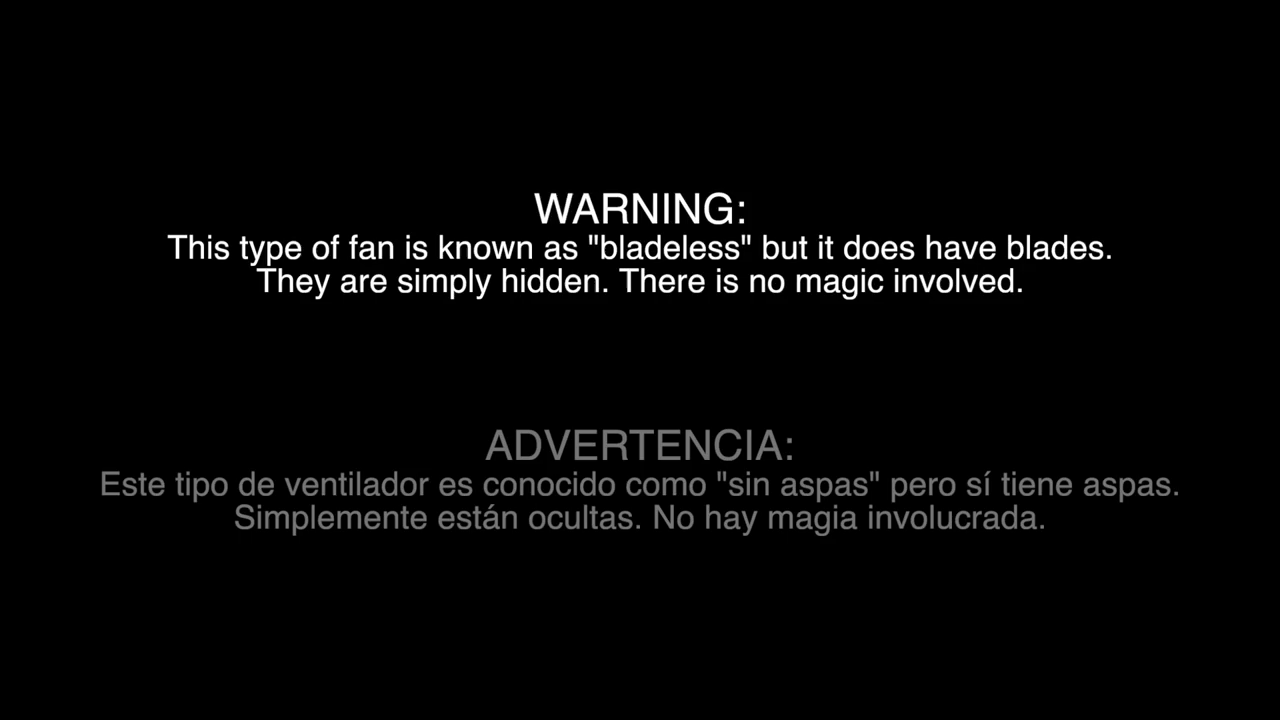 WARNING:
This type of fan is known as "bladeless" but it does have blades.
They are simply hidden. There is no magic involved.
ADVERTENCIA:
Este tipo de ventilador es conocido como "sin aspas" pero sí tiene aspas.
Simplemente están ocultas. No hay magia involucrada.